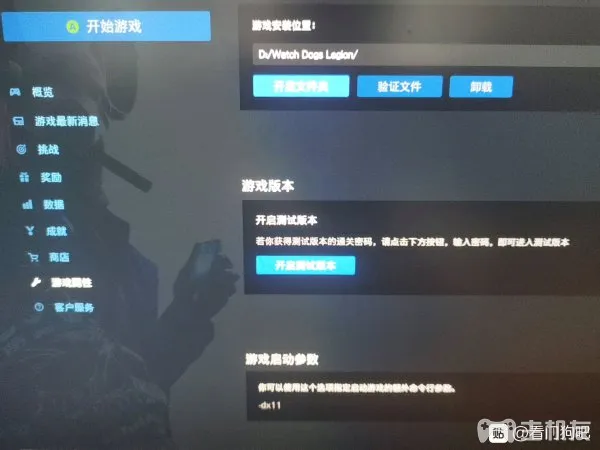 开始游戏
游戏安装位置：
D:/Watch Dogs Legion/
开启文件夹
验证文件
卸载
概览
游戏最新消息
挑战
奖励
数据
成就
商店
游戏属性
客户服务
游戏版本
开启测试版本
若你获得测试版本的通关密码，请点击下方按钮，输入密码，即可进入测试版本
开启测试版本
游戏启动参数
你可以使用这个选项指定启动游戏的额外命令行参数。
-dx11
贴 @看门狗吧
主机友